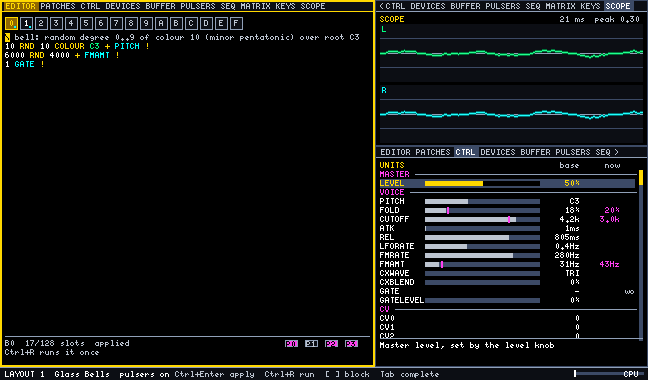 EDITOR PATCHES CTRL DEVICES BUFFER PULSERS SEQ MATRIX KEYS SCOPE
0 1 2 3 4 5 6 7 8 9 A B C D E F
\ bell: random degree 0..9 of colour 10 (minor pentatonic) over root C3
10 RND 10 COLOUR C3 + PITCH !
6000 RND 4000 + FMAMT !
1 GATE !
B0 17/128 slots applied
P0 P1 P2 P3
Ctrl+R runs it once
< CTRL DEVICES BUFFER PULSERS SEQ MATRIX KEYS SCOPE
SCOPE 21 ms peak 0.30
L
R
EDITOR PATCHES CTRL DEVICES BUFFER PULSERS SEQ >
UNITS base now
MASTER
LEVEL 50%
VOICE
PITCH C3
FOLD 18% 20%
CUTOFF 4.2k 3.0k
ATK 1ms
REL 805ms
LFORATE 0.4Hz
FMRATE 280Hz
FMAMT 31Hz 43Hz
CXWAVE TRI
CXBLEND 0%
GATE - wo
GATELEVEL 0%
CV
CV0 0
CV1 0
CV2 0
Master level, set by the level knob
LAYOUT 1 Glass Bells pulsers on Ctrl+Enter apply Ctrl+R run [ ] block Tab complete CPU